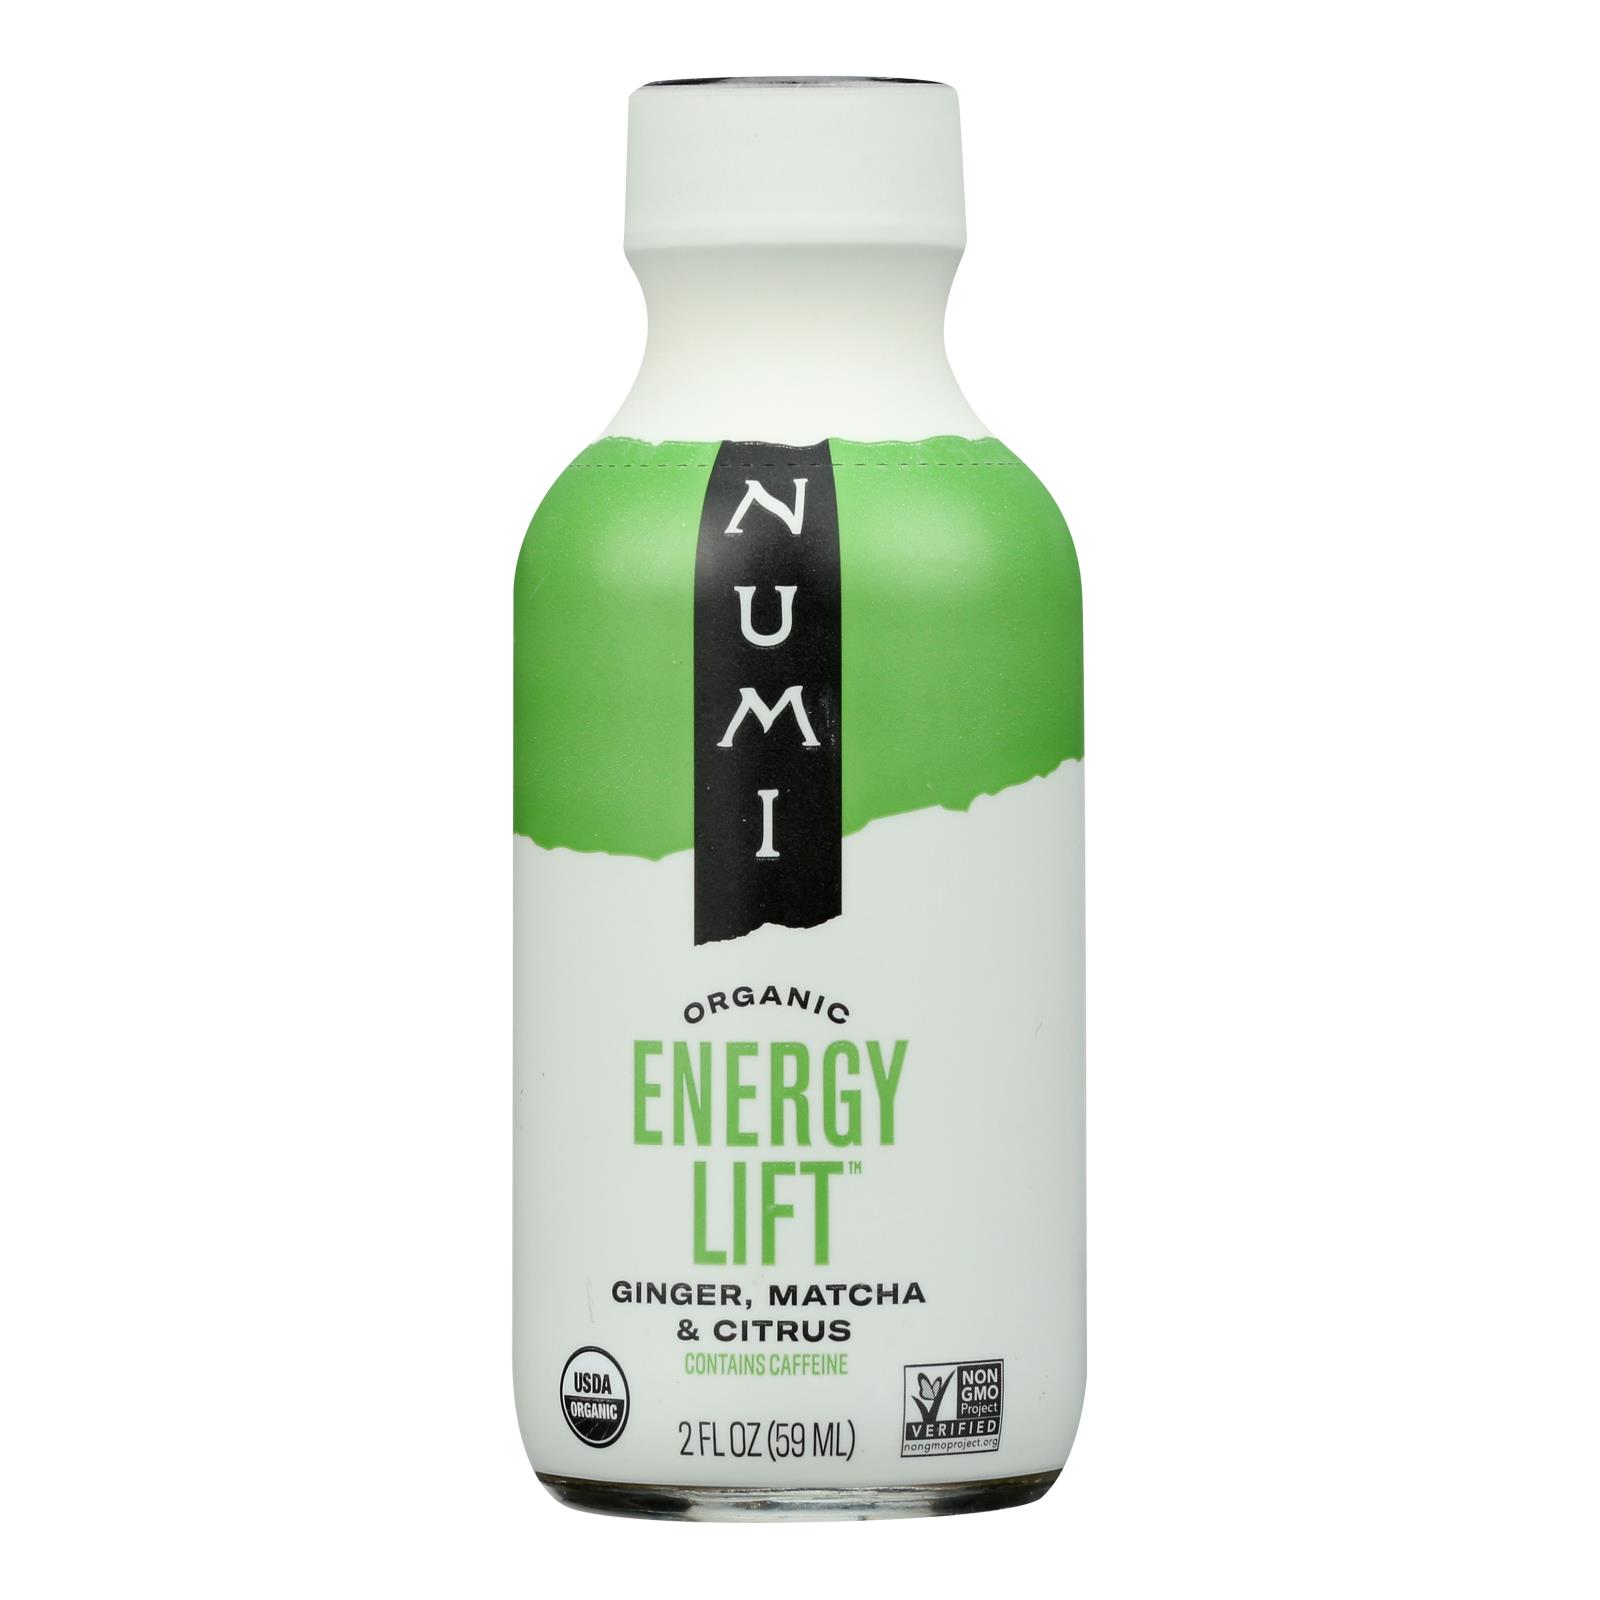 NUMI
ORGANIC
ENERGY
LIFT™
GINGER, MATCHA
& CITRUS
CONTAINS CAFFEINE
USDA
ORGANIC
2 FL OZ (59 ML)
NON
GMO
Project
VERIFIED
nongmoproject.org